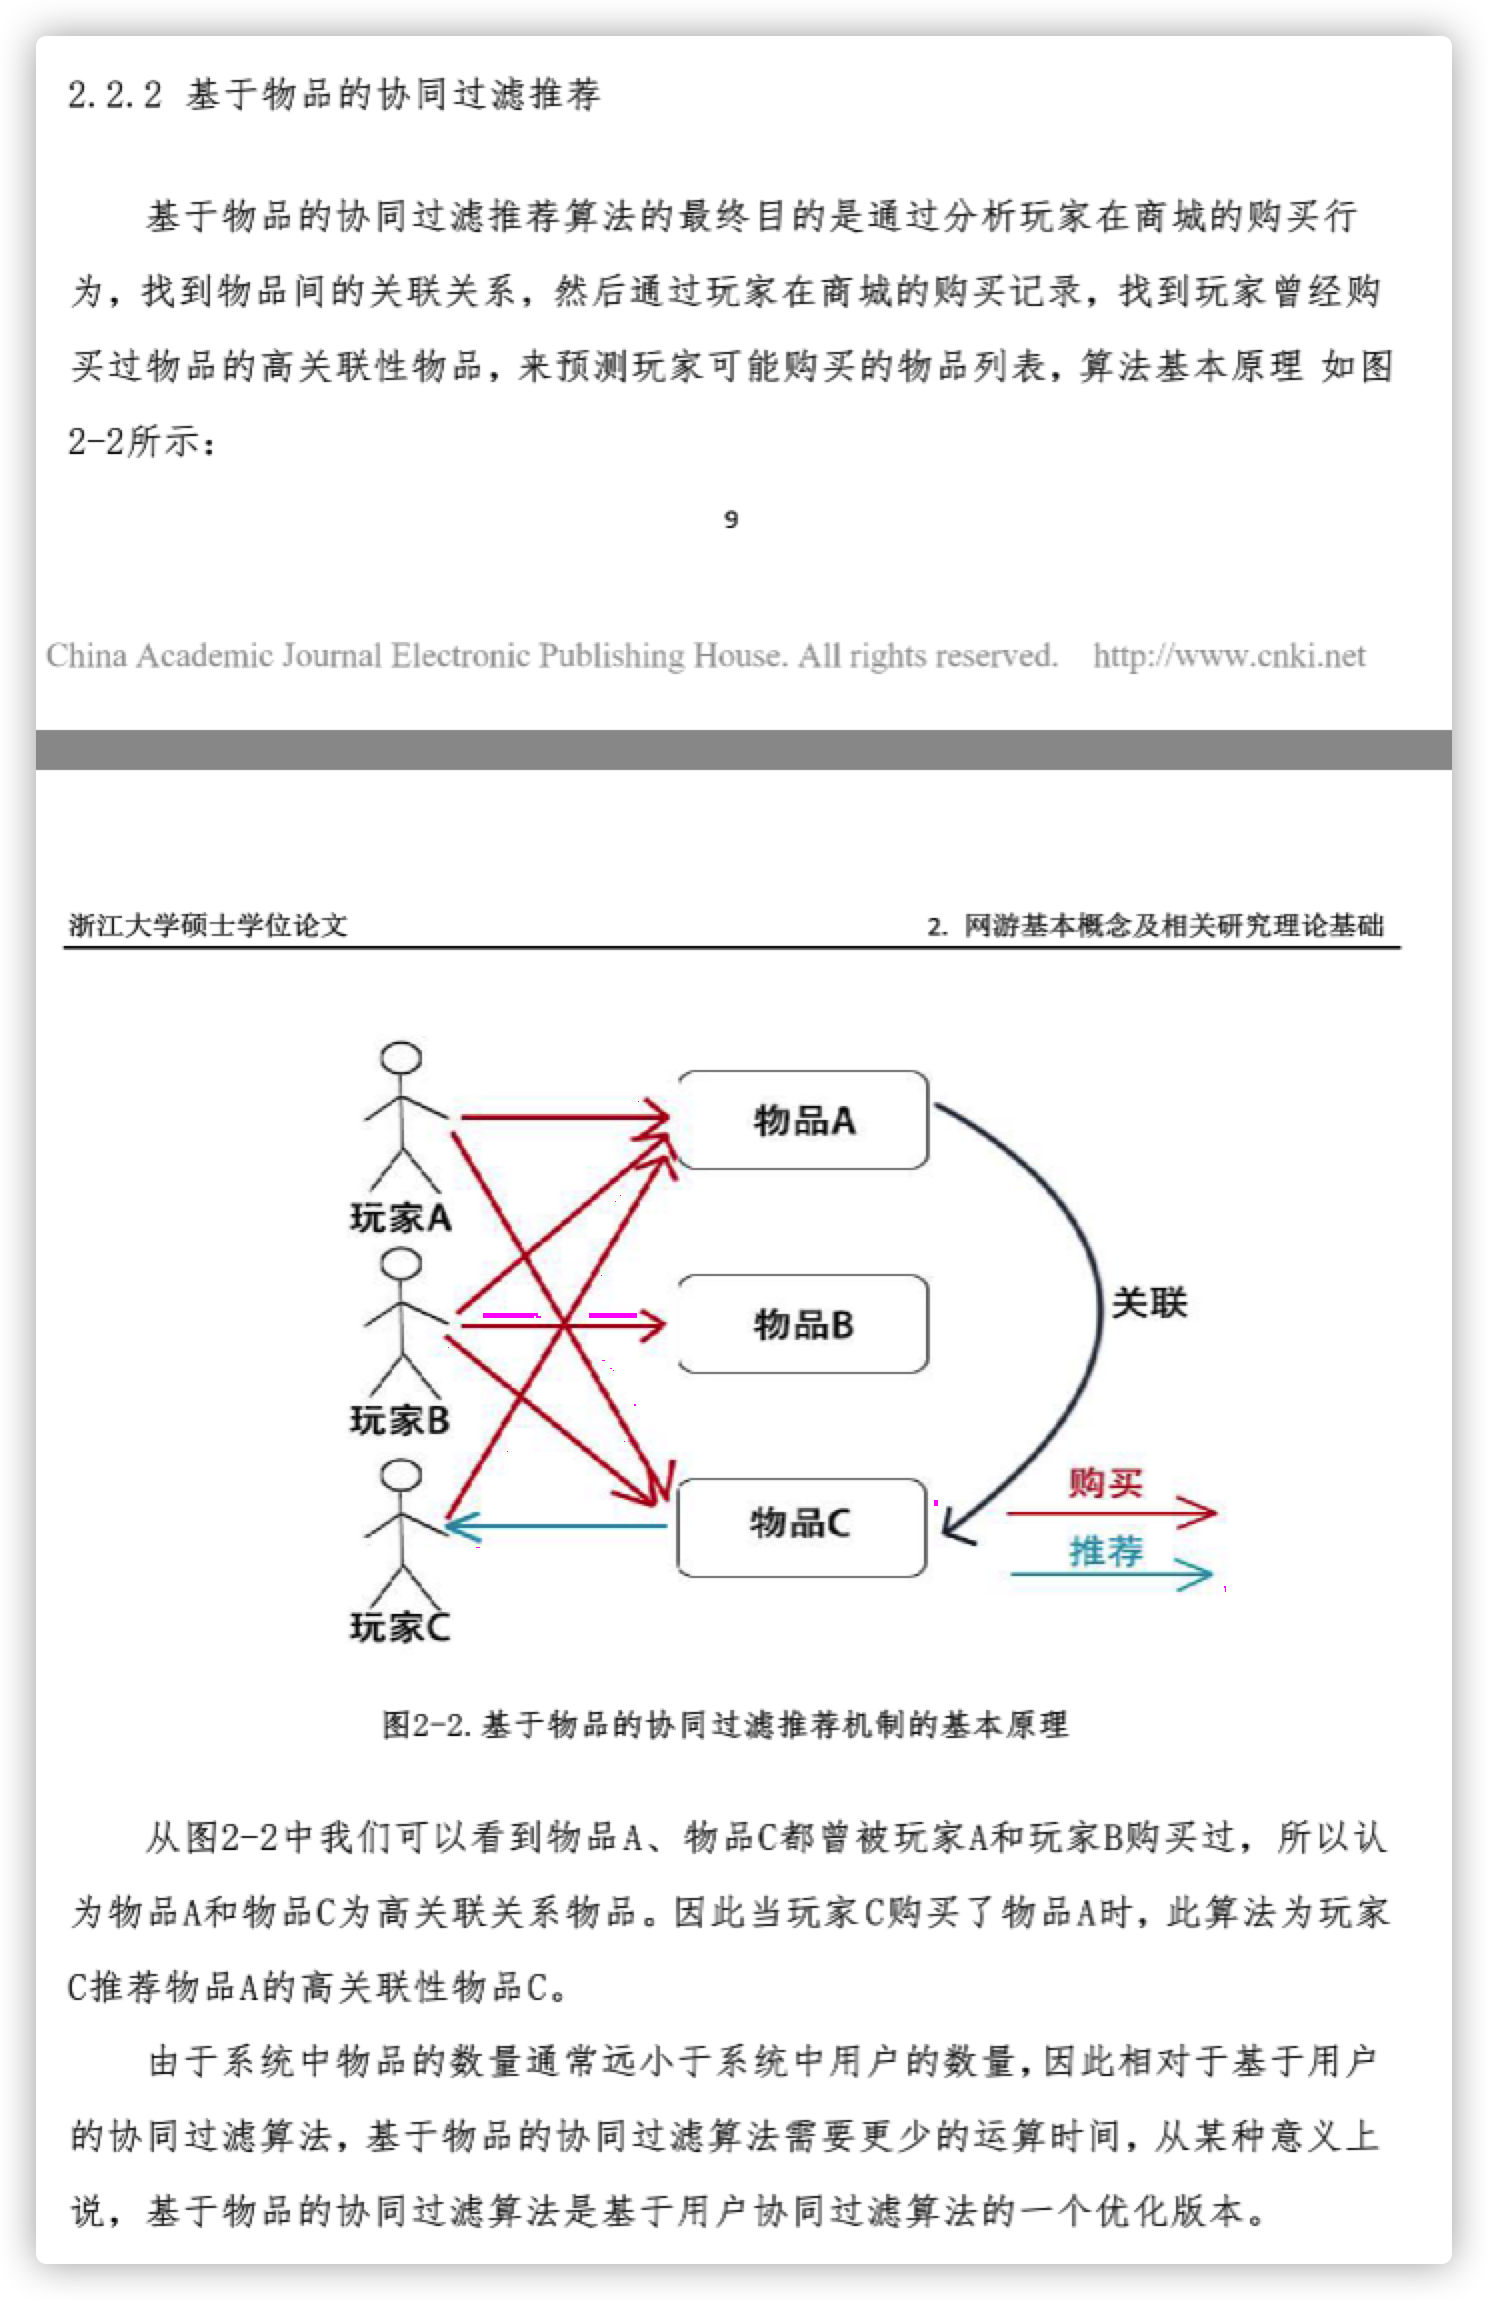 2.2.2 基于物品的协同过滤推荐
基于物品的协同过滤推荐算法的最终目的是通过分析玩家在商城的购买行
为，找到物品间的关联关系，然后通过玩家在商城的购买记录，找到玩家曾经购
买过物品的高关联性物品，来预测玩家可能购买的物品列表，算法基本原理 如图
2-2所示：
9
China Academic Journal Electronic Publishing House. All rights reserved. http://www.cnki.net
浙江大学硕士学位论文 2. 网游基本概念及相关研究理论基础
物品A
玩家A
关联
物品B
玩家B
购买
物品C
推荐
玩家C
图2-2.基于物品的协同过滤推荐机制的基本原理
从图2-2中我们可以看到物品A、物品C都曾被玩家A和玩家B购买过，所以认
为物品A和物品C为高关联关系物品。因此当玩家C购买了物品A时，此算法为玩家
C推荐物品A的高关联性物品C。
由于系统中物品的数量通常远小于系统中用户的数量，因此相对于基于用户
的协同过滤算法，基于物品的协同过滤算法需要更少的运算时间，从某种意义上
说，基于物品的协同过滤算法是基于用户协同过滤算法的一个优化版本。